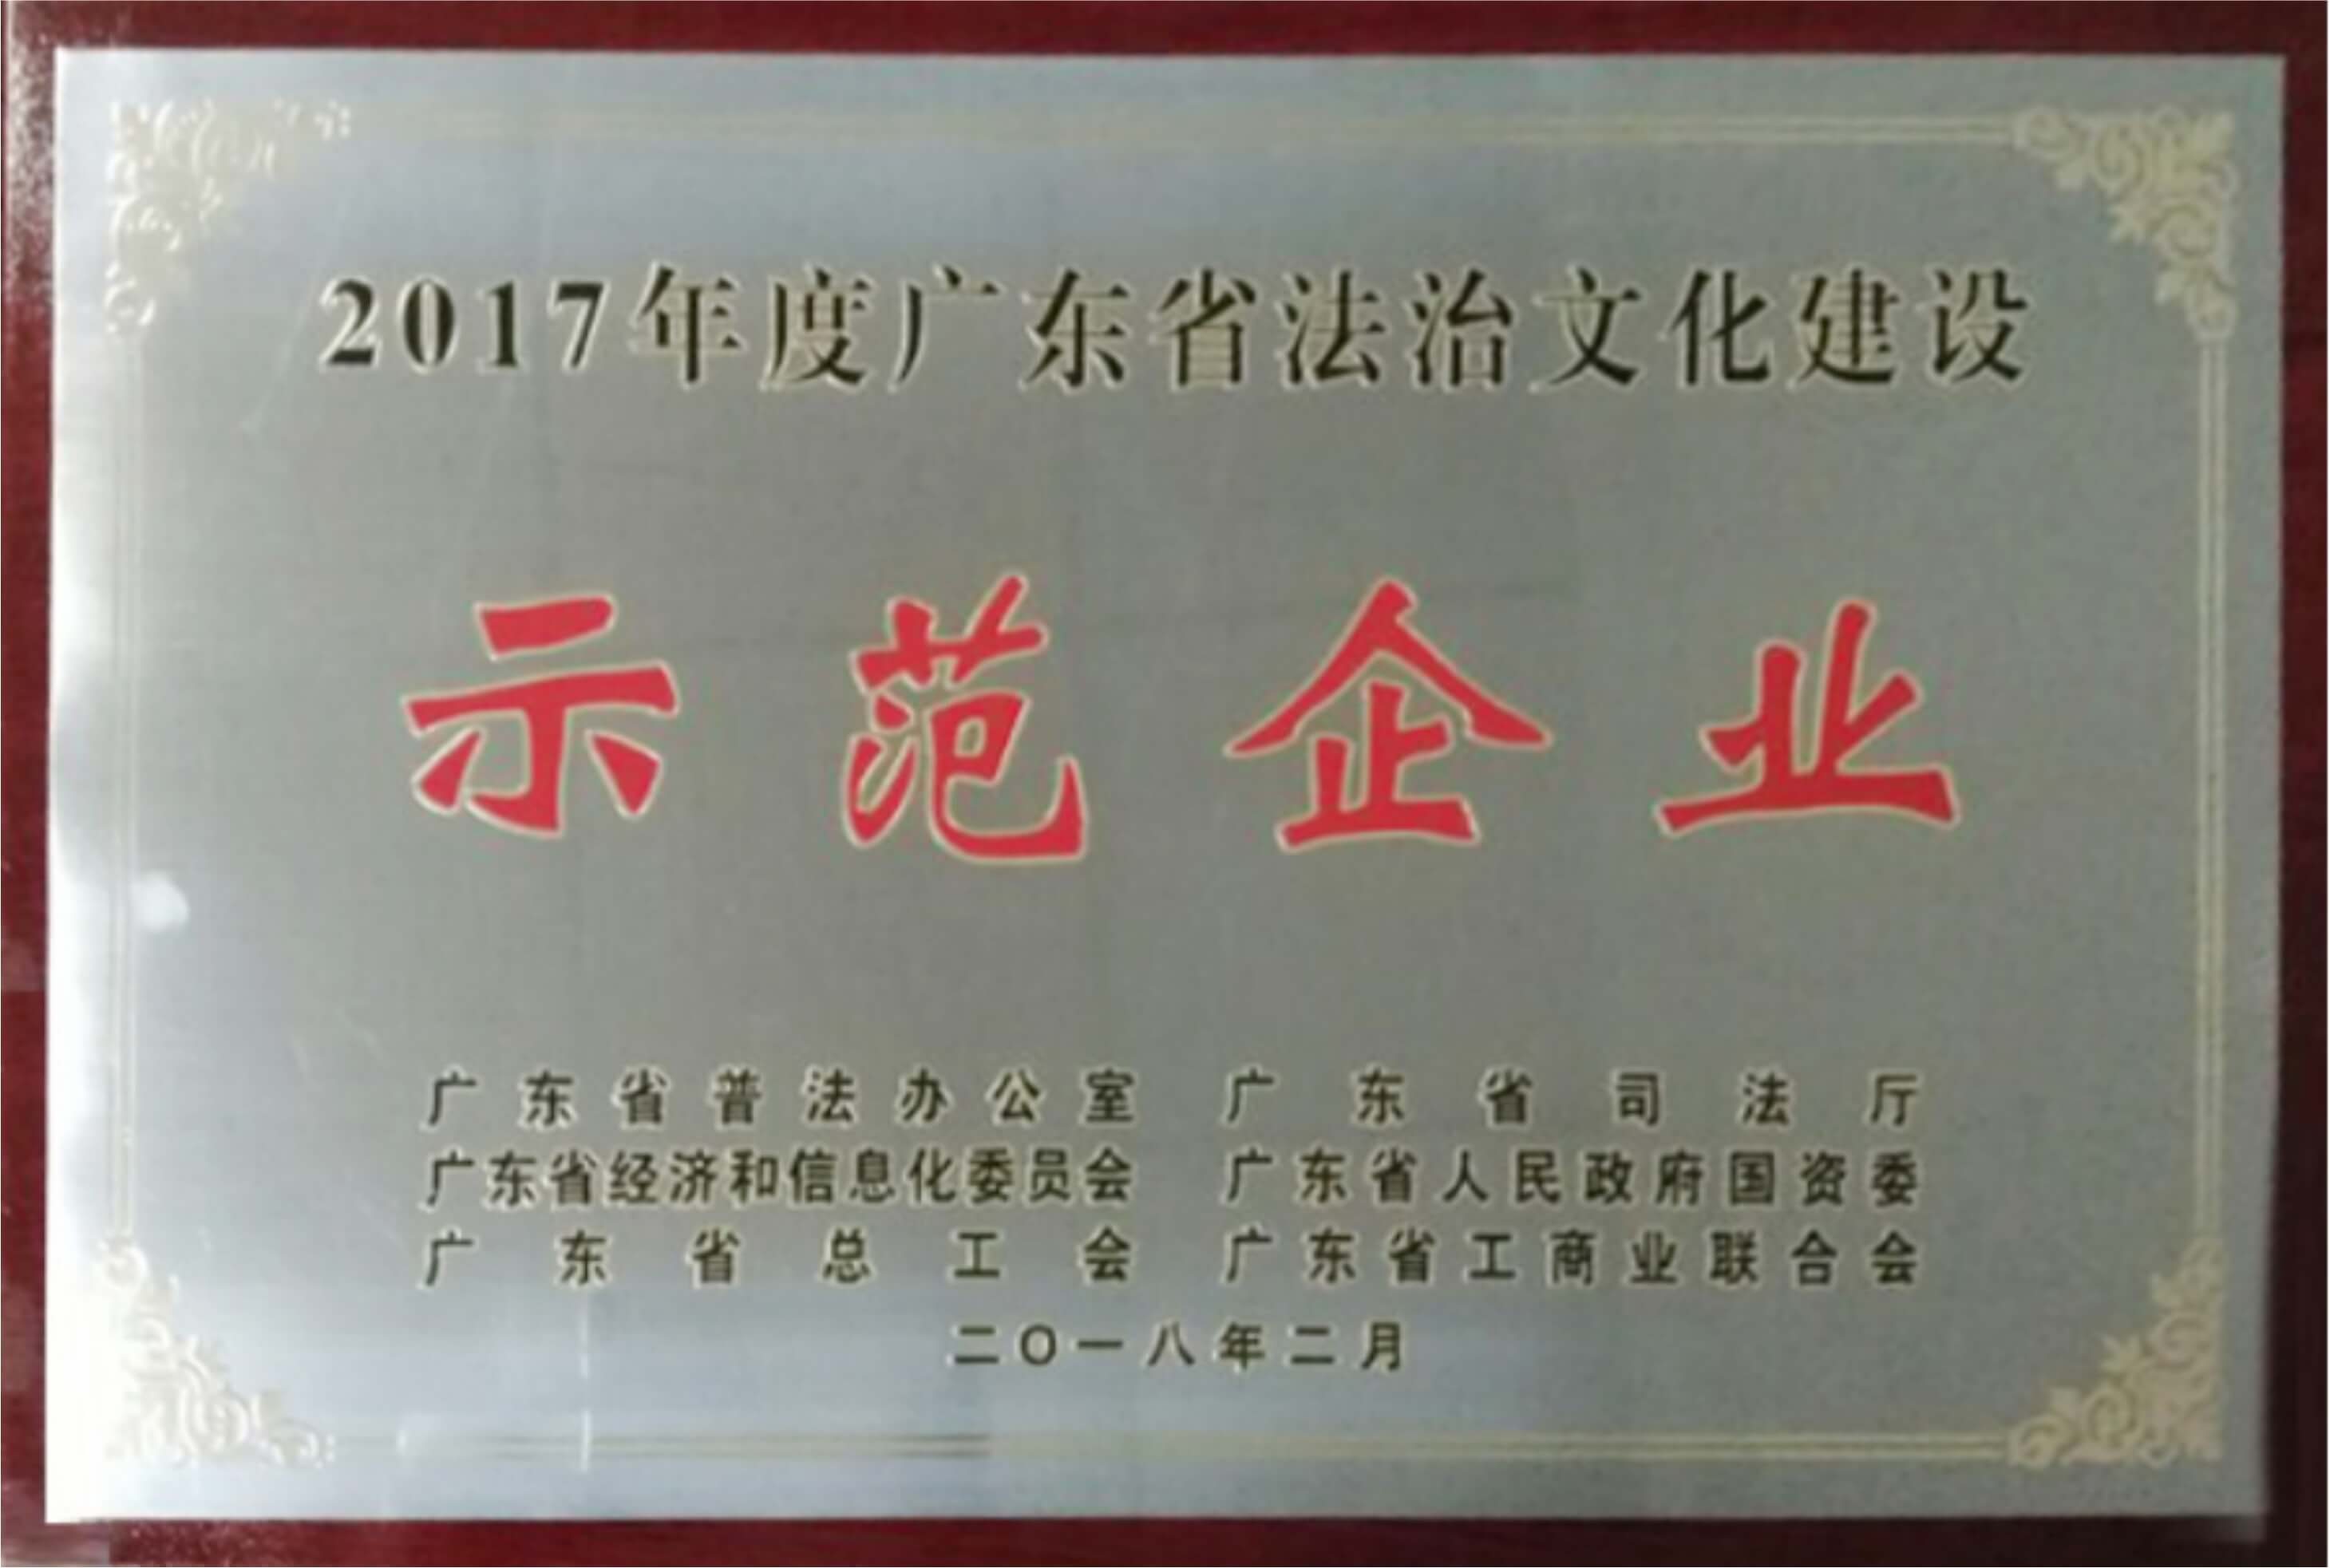 2017年度广东省法治文化建设
示范企业
广东省普法办公室 广东省司法厅
广东省经济和信息化委员会 广东省人民政府国资委
广东省总工会 广东省工商业联合会
二〇一八年二月